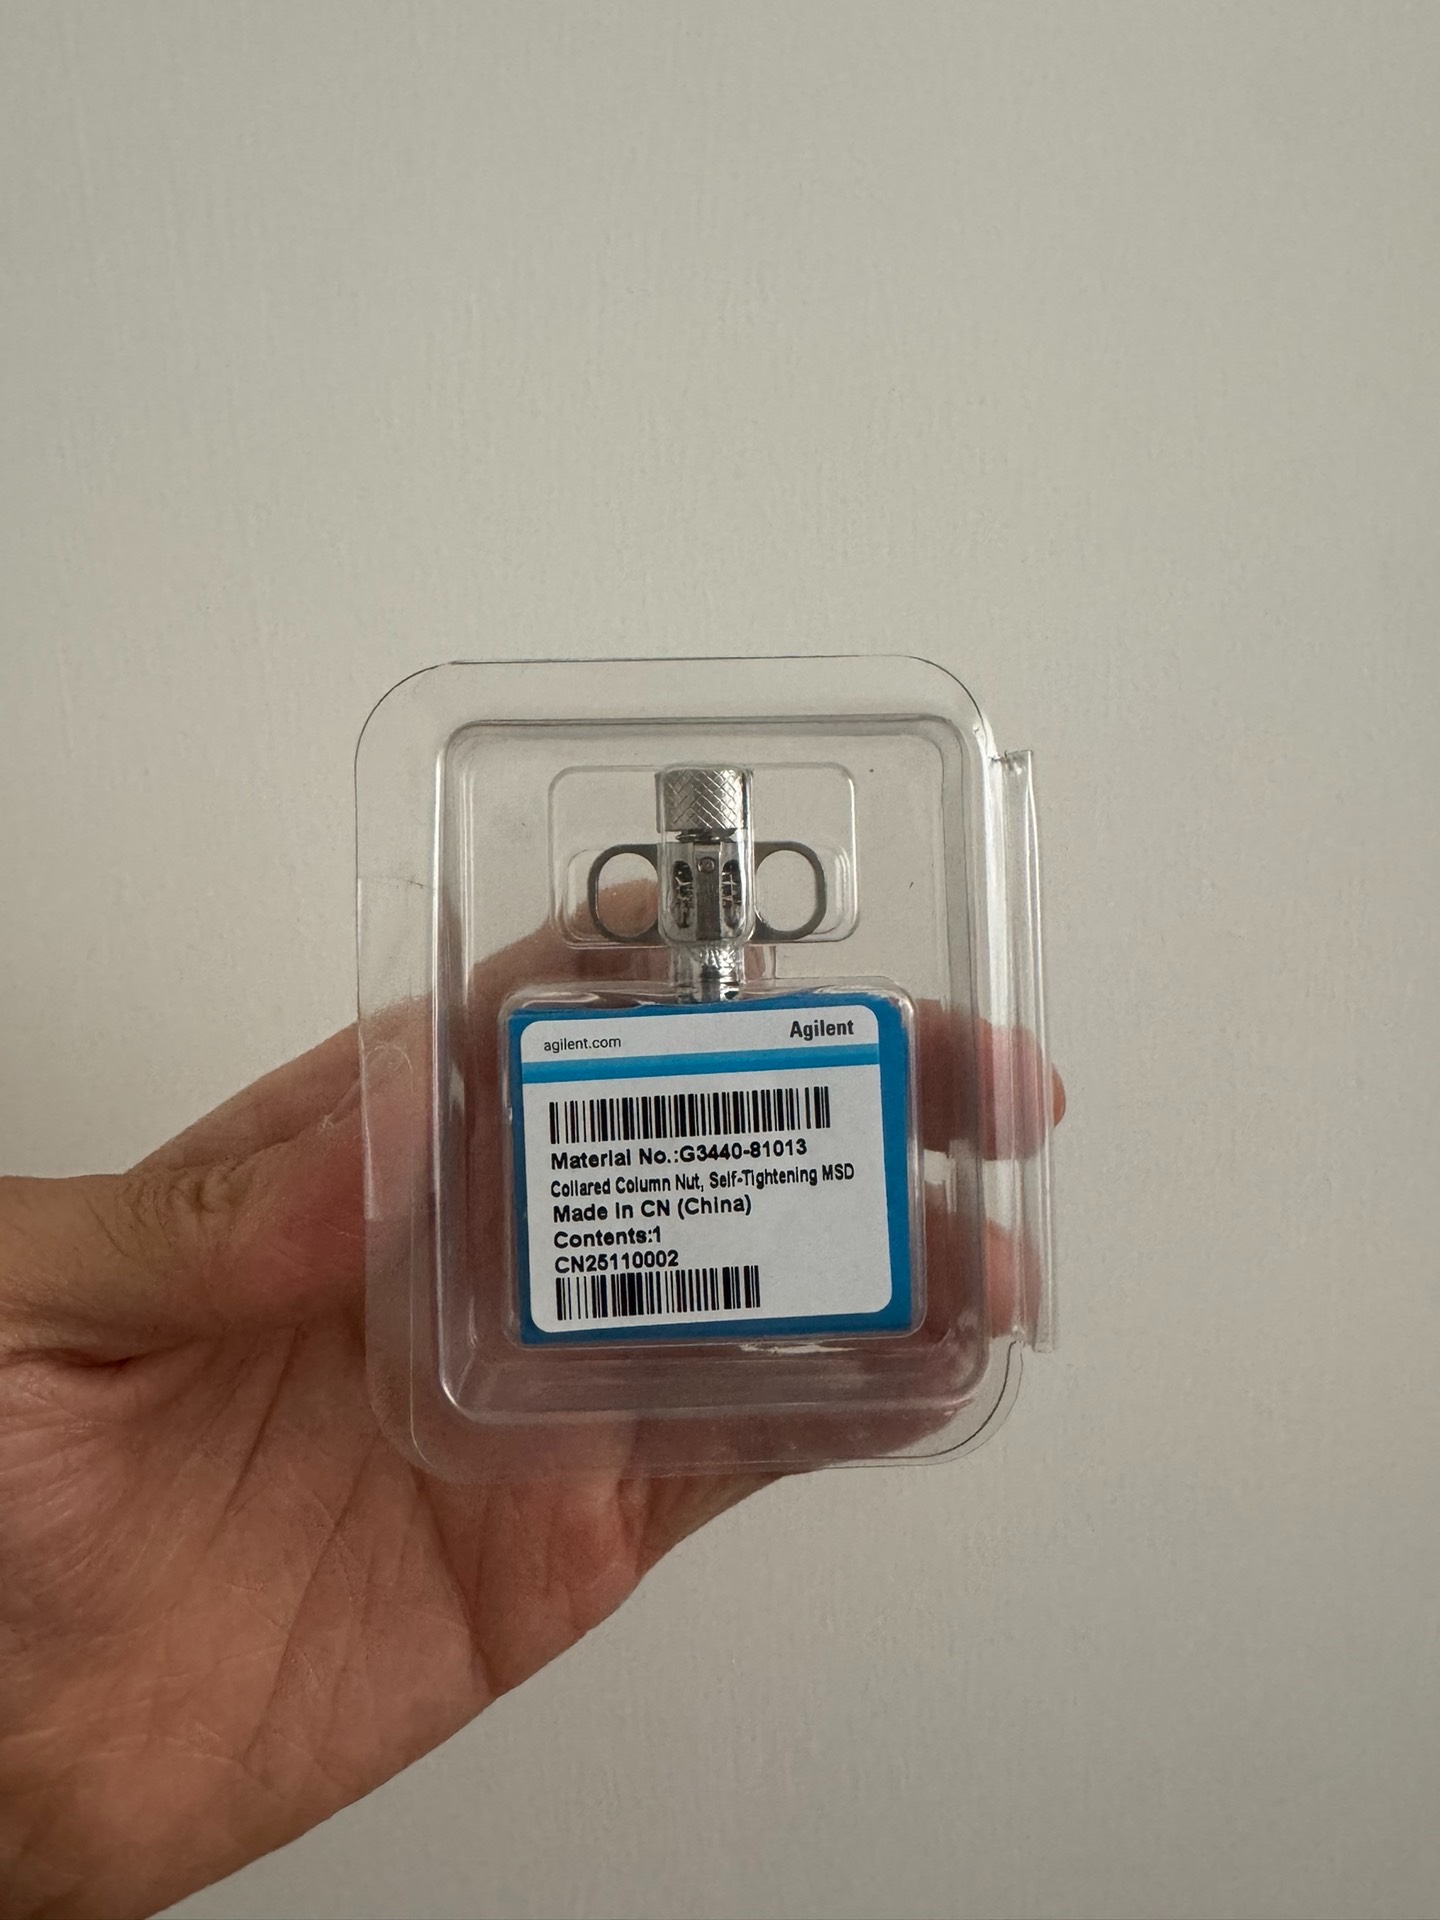 agilent.com Agilent
Material No.:G3440-81013
Collared Column Nut, Self-Tightening MSD
Made in CN (China)
Contents:1
CN25110002